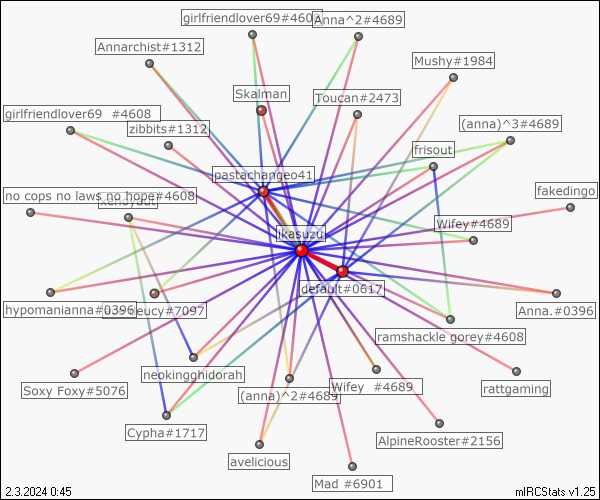 girlfriendlover69#460
Anna^2#4689
Annarchist#1312
Mushy#1984
Skalman
Toucan#2473
girlfriendlover69 #4608
zibbits#1312
(anna)^3#4689
frisout
pastachangeo41
fakedingo
no cops no laws no hope#4608
Wifey#4689
ikasuzu
default#0617
hypomanianna#0396
eucy#7097
Anna.#0396
ramshackle gorey#4608
neokingghidorah
Soxy Foxy#5076
(anna)^2#4689
Wifey #4689
rattgaming
Cypha#1717
AlpineRooster#2156
avelicious
Mad #6901
2.3.2024 0:45
mIRCStats v1.25